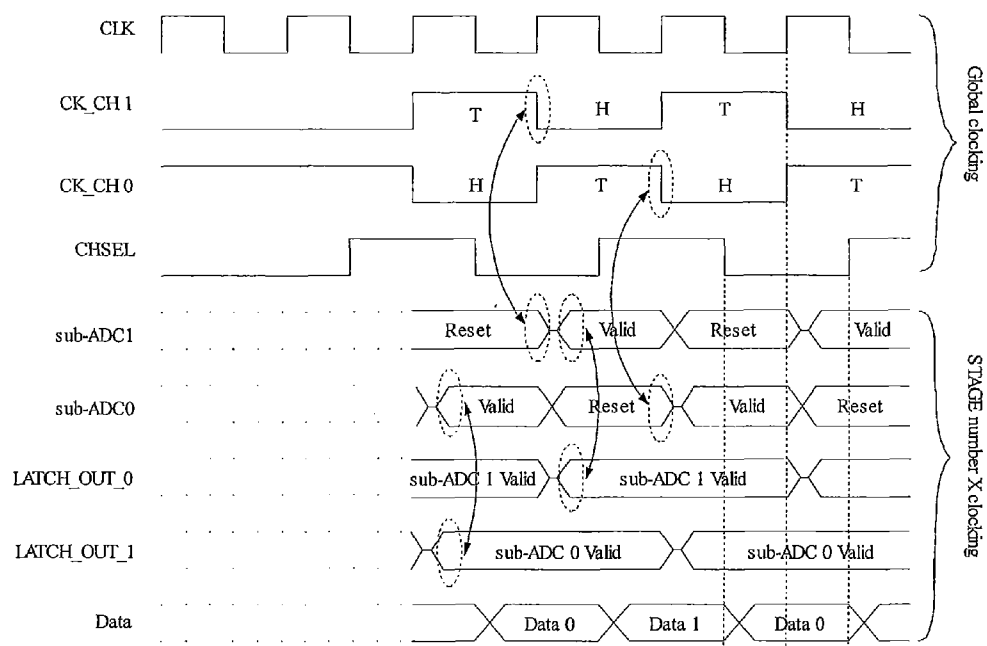 CLK
CK_CH 1 T H T H
CK_CH 0 H T H T
CHSEL
Global clocking
sub-ADC1 Reset Valid Reset Valid
sub-ADC0 Valid Reset Valid Reset
LATCH_OUT_0 sub-ADC 1 Valid sub-ADC 1 Valid
LATCH_OUT_1 sub-ADC 0 Valid sub-ADC 0 Valid
Data Data 0 Data 1 Data 0
STAGE number X clocking